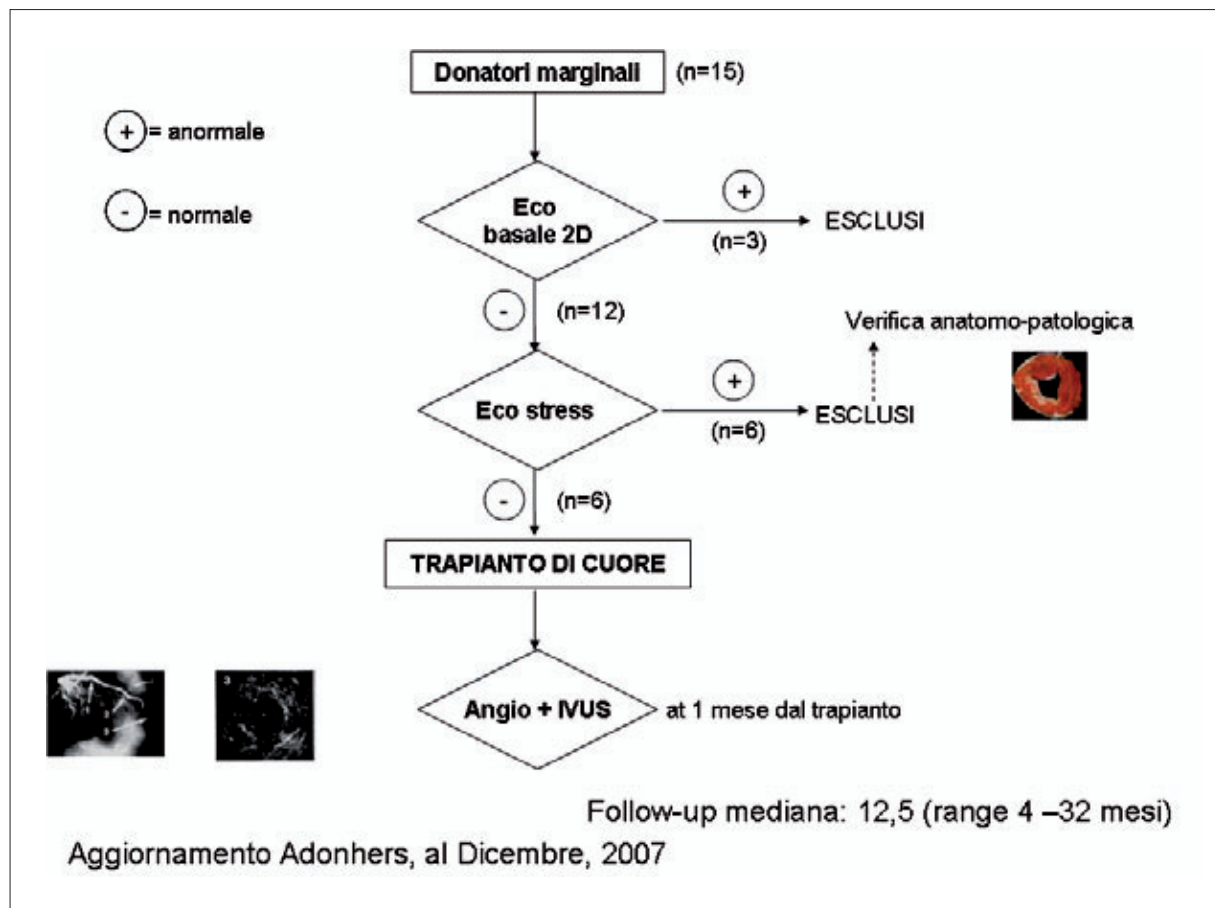 Donatori marginali (n=15)
+ = anormale
- = normale
Eco
basale 2D
+
(n=3)
ESCLUSI
- (n=12)
Verifica anatomo-patologica
Eco stress
+
(n=6)
ESCLUSI
- (n=6)
TRAPIANTO DI CUORE
Angio + IVUS at 1 mese dal trapianto
3
Follow-up mediana: 12,5 (range 4 –32 mesi)
Aggiornamento Adonhers, al Dicembre, 2007